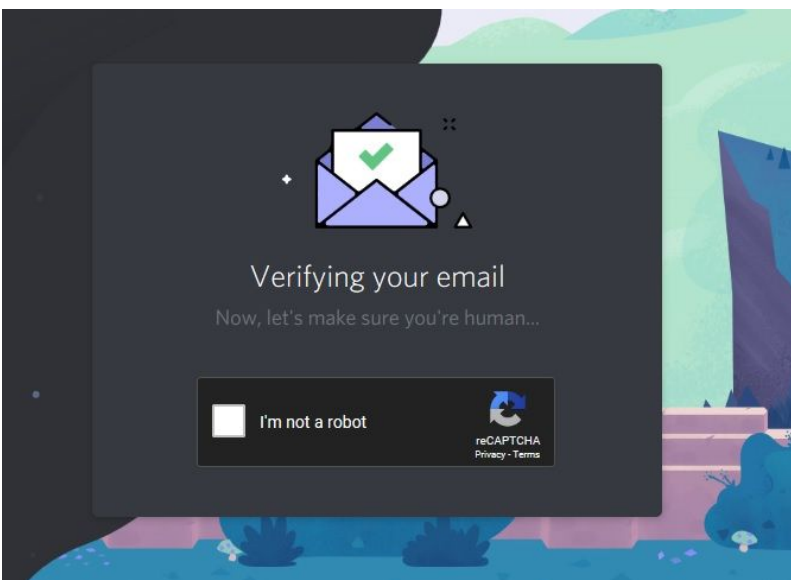 Verifying your email
Now, let's make sure you're human...
I'm not a robot
reCAPTCHA
Privacy - Terms